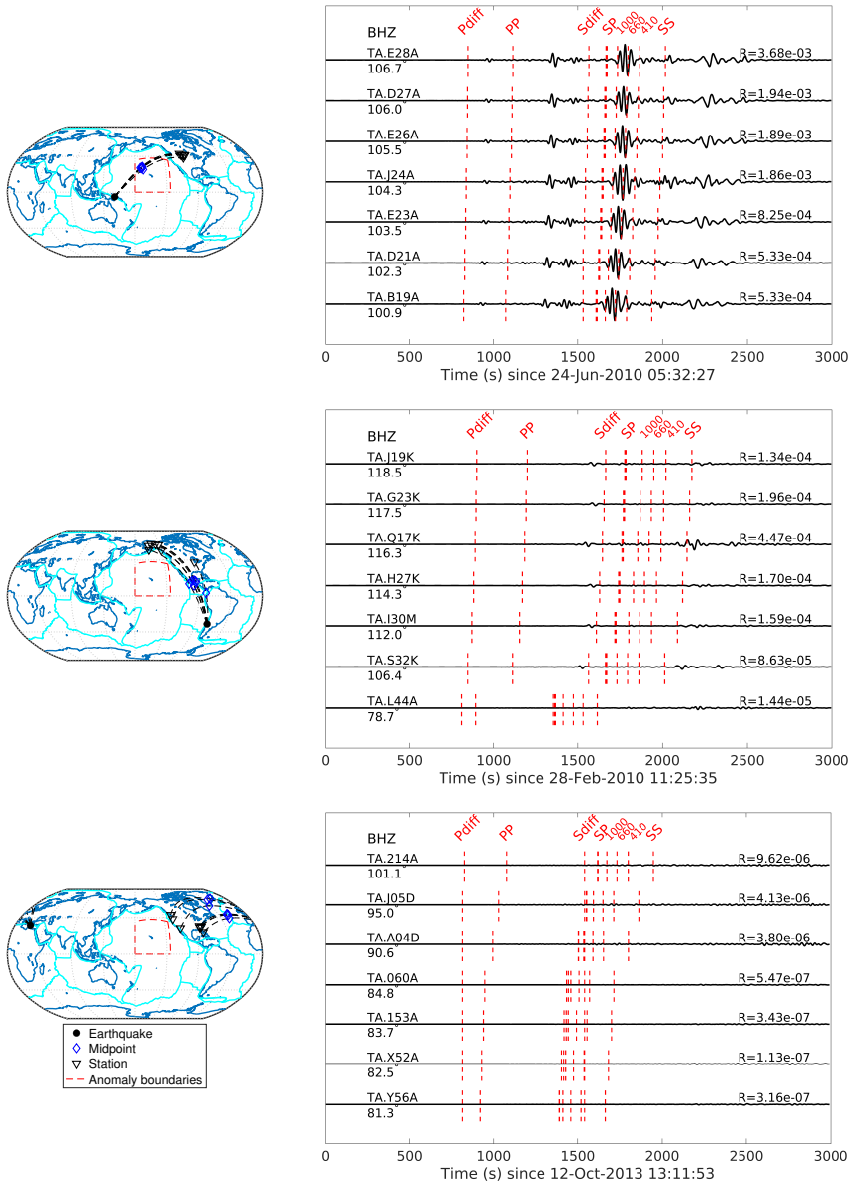 Pdiff PP Sdiff SP 1000 660 410 SS
BHZ
TA.E28A R=3.68e-03
106.7°
TA.D27A R=1.94e-03
106.0°
TA.E26A R=1.89e-03
105.5°
TA.J24A R=1.86e-03
104.3°
TA.E23A R=8.25e-04
103.5°
TA.D21A R=5.33e-04
102.3°
TA.B19A R=5.33e-04
100.9°
0 500 1000 1500 2000 2500 3000
Time (s) since 24-Jun-2010 05:32:27
Pdiff PP Sdiff SP 1000 660 410 SS
BHZ
TA.J19K R=1.34e-04
118.5°
TA.G23K R=1.96e-04
117.5°
TA.Q17K R=4.47e-04
116.3°
TA.H27K R=1.70e-04
114.3°
TA.I30M R=1.59e-04
112.0°
TA.S32K R=8.63e-05
106.4°
TA.L44A R=1.44e-05
78.7°
0 500 1000 1500 2000 2500 3000
Time (s) since 28-Feb-2010 11:25:35
Pdiff PP Sdiff SP 1000 660 410 SS
BHZ
TA.214A R=9.62e-06
101.1°
TA.J05D R=4.13e-06
95.0°
TA.A04D R=3.80e-06
90.6°
TA.060A R=5.47e-07
84.8°
TA.153A R=3.43e-07
83.7°
TA.X52A R=1.13e-07
82.5°
TA.Y56A R=3.16e-07
81.3°
0 500 1000 1500 2000 2500 3000
Time (s) since 12-Oct-2013 13:11:53
Earthquake
Midpoint
Station
Anomaly boundaries